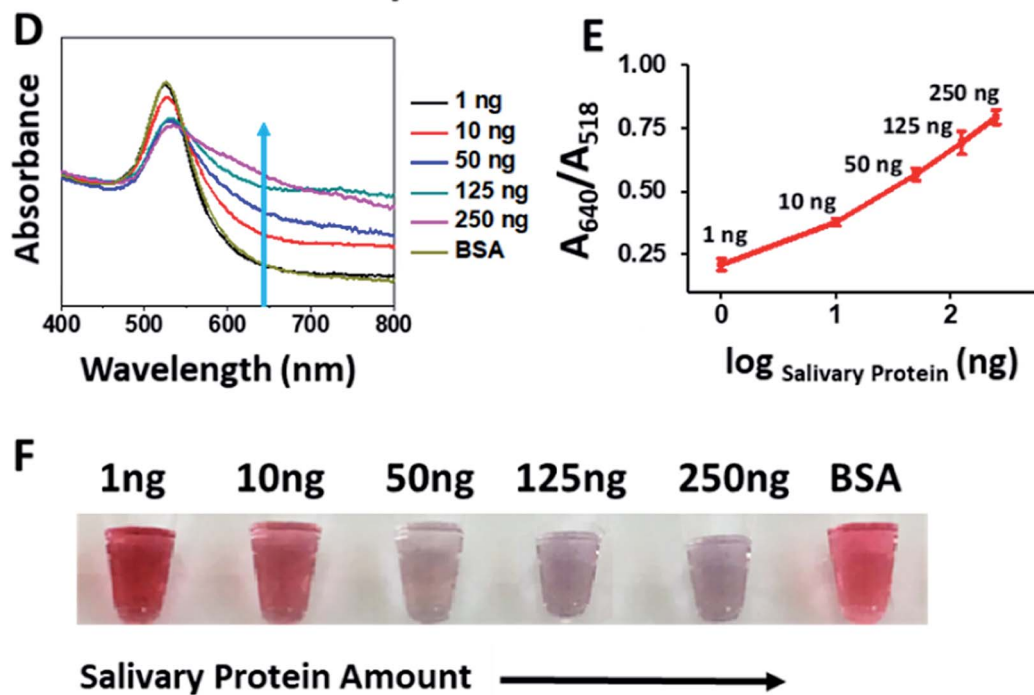 D
Absorbance
1 ng
10 ng
50 ng
125 ng
250 ng
BSA
400 500 600 700 800
Wavelength (nm)
E
A640/A518
1.00
0.75
0.50
0.25
1 ng
10 ng
50 ng
125 ng
250 ng
0 1 2
log Salivary Protein (ng)
F
1ng 10ng 50ng 125ng 250ng BSA
Salivary Protein Amount